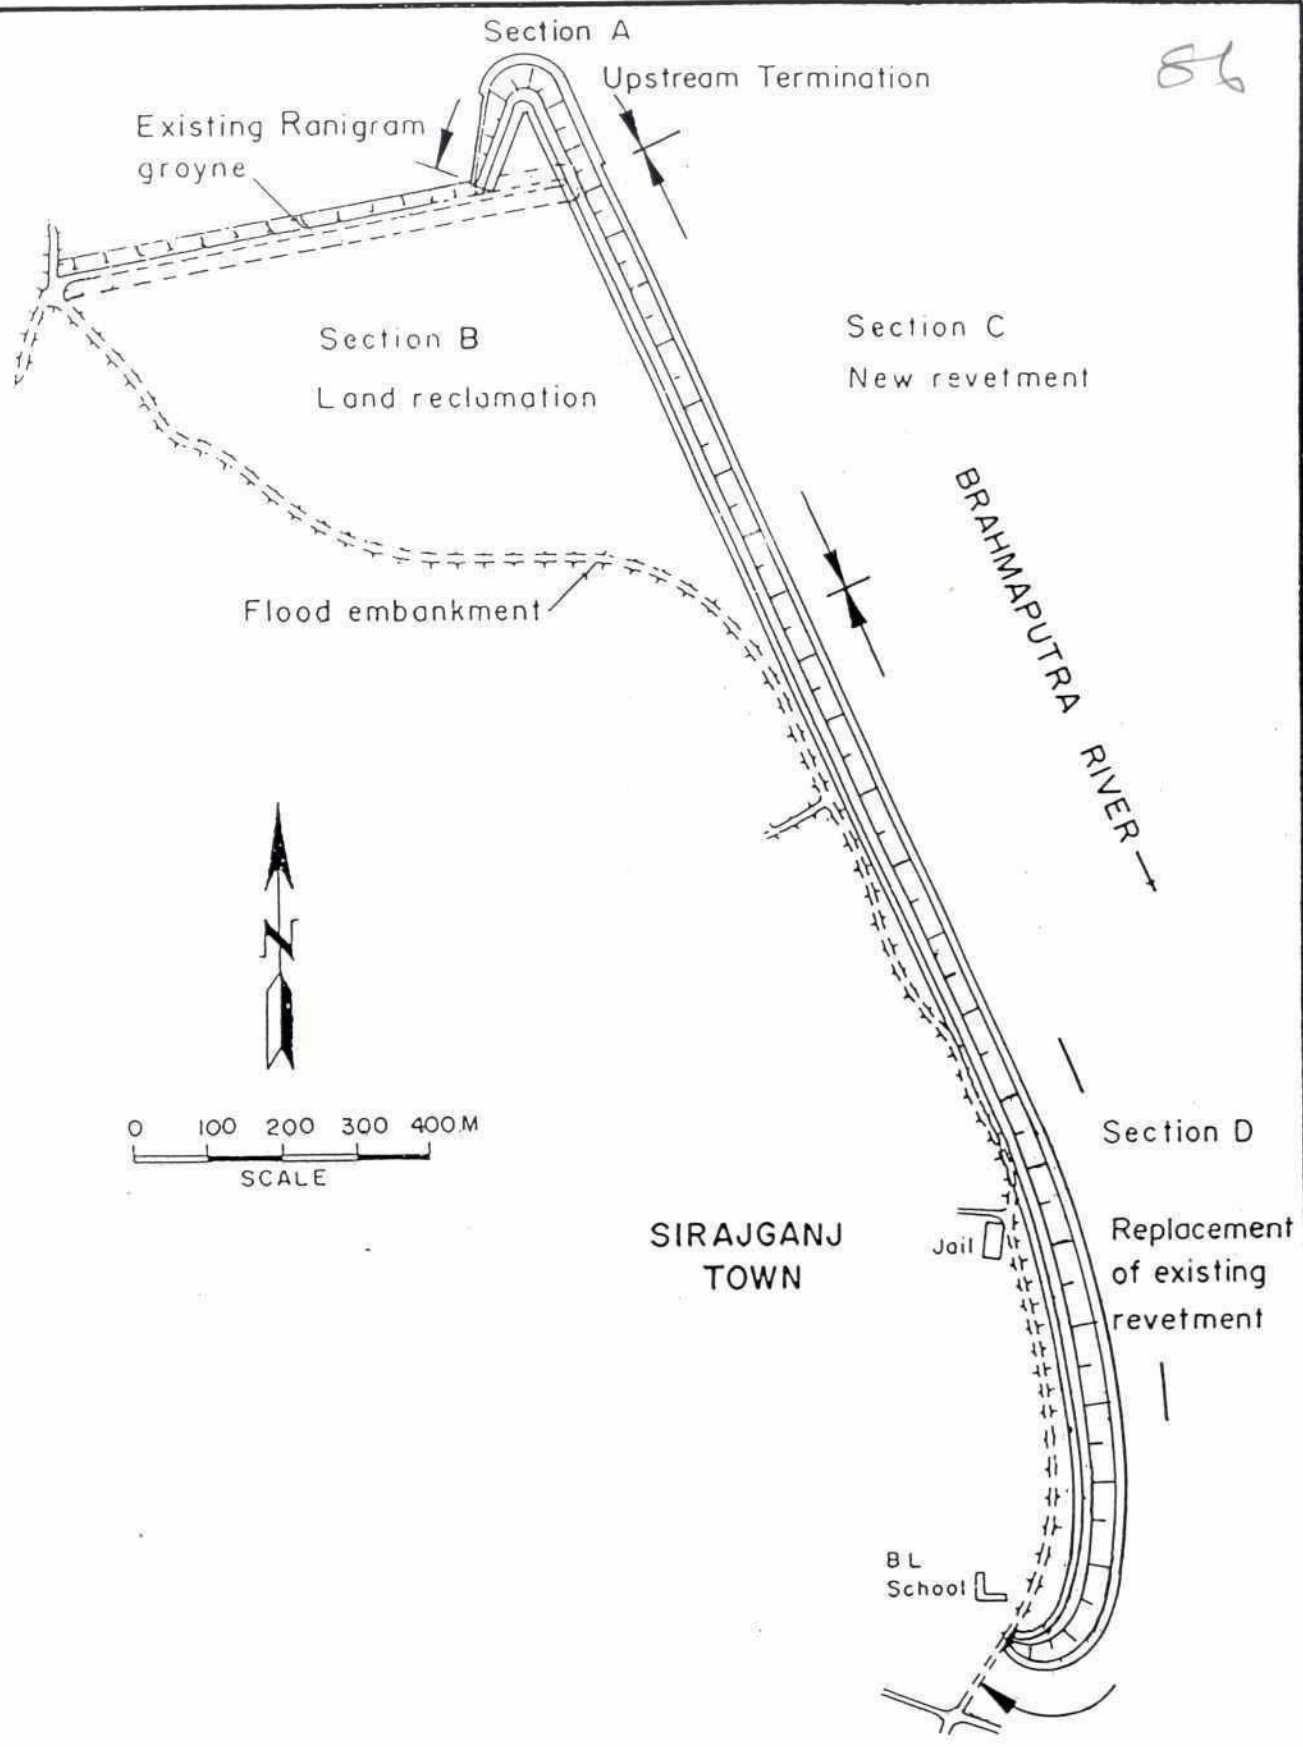 Section A
86
Upstream Termination
Existing Ranigram
groyne
Section B
Land reclamation
Section C
New revetment
BRAHMAPUTRA RIVER
Flood embankment
N
0 100 200 300 400.M
SCALE
Section D
SIRAJGANJ
TOWN
Jail
Replacement
of existing
revetment
BL
School